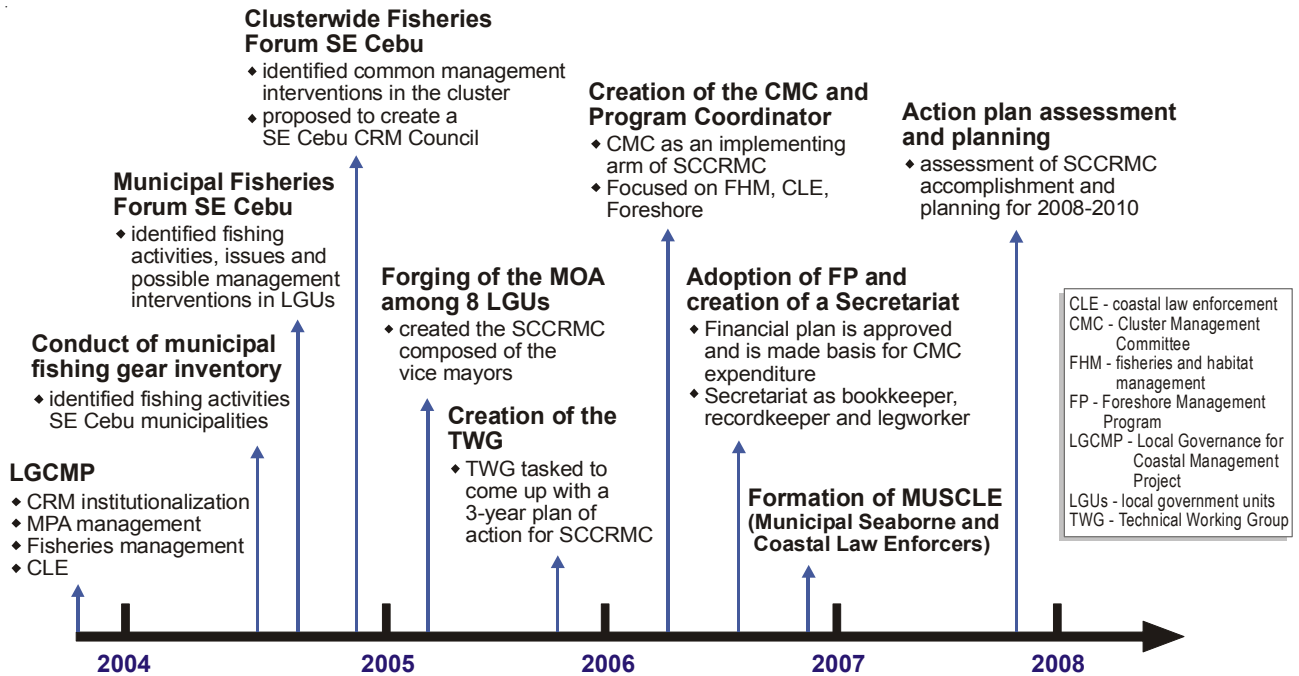 Clusterwide Fisheries
Forum SE Cebu
◆ identified common management
interventions in the cluster
◆ proposed to create a
SE Cebu CRM Council
Municipal Fisheries
Forum SE Cebu
◆ identified fishing
activities, issues and
possible management
interventions in LGUs
Conduct of municipal
fishing gear inventory
◆ identified fishing activities
SE Cebu municipalities
LGCMP
◆ CRM institutionalization
◆ MPA management
◆ Fisheries management
◆ CLE
Forging of the MOA
among 8 LGUs
◆ created the SCCRMC
composed of the
vice mayors
Creation of the
TWG
◆ TWG tasked to
come up with a
3-year plan of
action for SCCRMC
Creation of the CMC and
Program Coordinator
◆ CMC as an implementing
arm of SCCRMC
◆ Focused on FHM, CLE,
Foreshore
Adoption of FP and
creation of a Secretariat
◆ Financial plan is approved
and is made basis for CMC
expenditure
◆ Secretariat as bookkeeper,
recordkeeper and legworker
Formation of MUSCLE
(Municipal Seaborne and
Coastal Law Enforcers)
Action plan assessment
and planning
◆ assessment of SCCRMC
accomplishment and
planning for 2008-2010
CLE - coastal law enforcement
CMC - Cluster Management
Committee
FHM - fisheries and habitat
management
FP - Foreshore Management
Program
LGCMP - Local Governance for
Coastal Management
Project
LGUs - local government units
TWG - Technical Working Group
2004
2005
2006
2007
2008